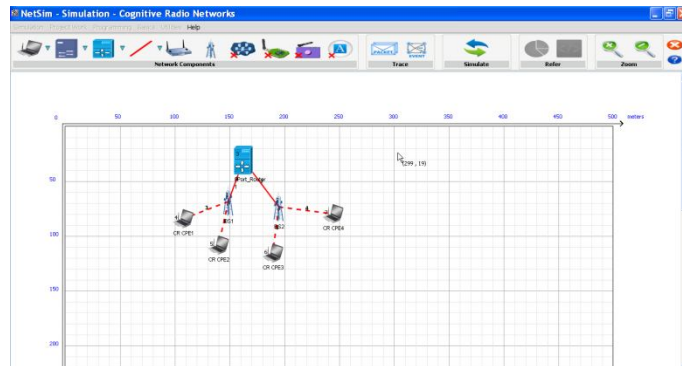 NetSim - Simulation - Cognitive Radio Networks
Help
Network Components
Trace
Simulate
Refer
Zoom
PACKET
EVENT
A
0 50 100 150 200 250 300 350 400 450 500 meters
(299 , 19)
50
100
150
200
BS1
BS2
CR CPE1
CR CPE2
CR CPE3
CR CPE4